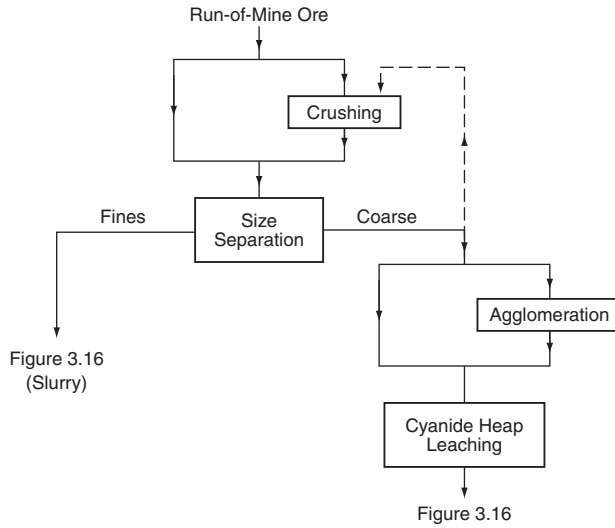 Run-of-Mine Ore
Crushing
Fines
Size
Separation
Coarse
Agglomeration
Figure 3.16
(Slurry)
Cyanide Heap
Leaching
Figure 3.16